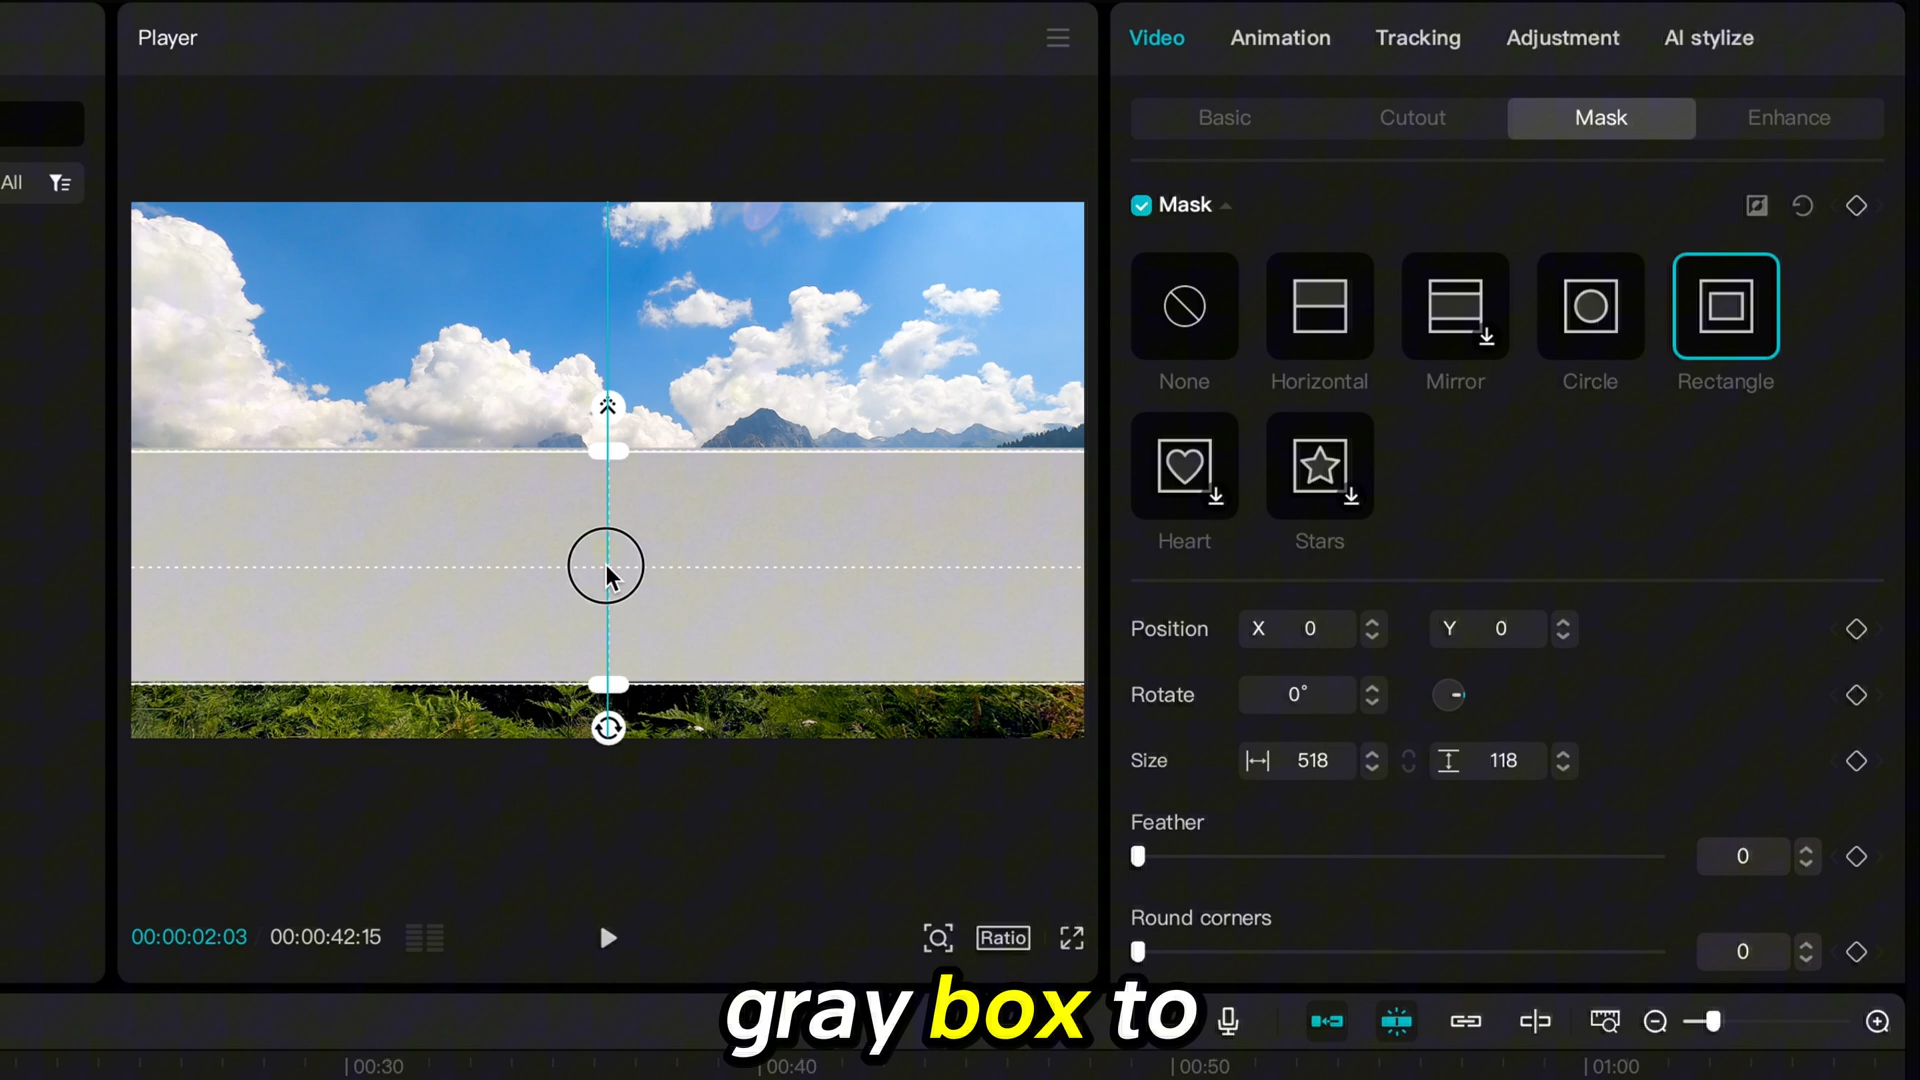 Player
Video Animation Tracking Adjustment AI stylize
Basic Cutout Mask Enhance
All
Mask
None Horizontal Mirror Circle Rectangle
Heart Stars
Position X 0 Y 0
Rotate 0°
Size 518 118
Feather
0
Round corners
0
00:00:02:03 / 00:00:42:15
Ratio
gray box to
00:30 00:40 00:50 01:00